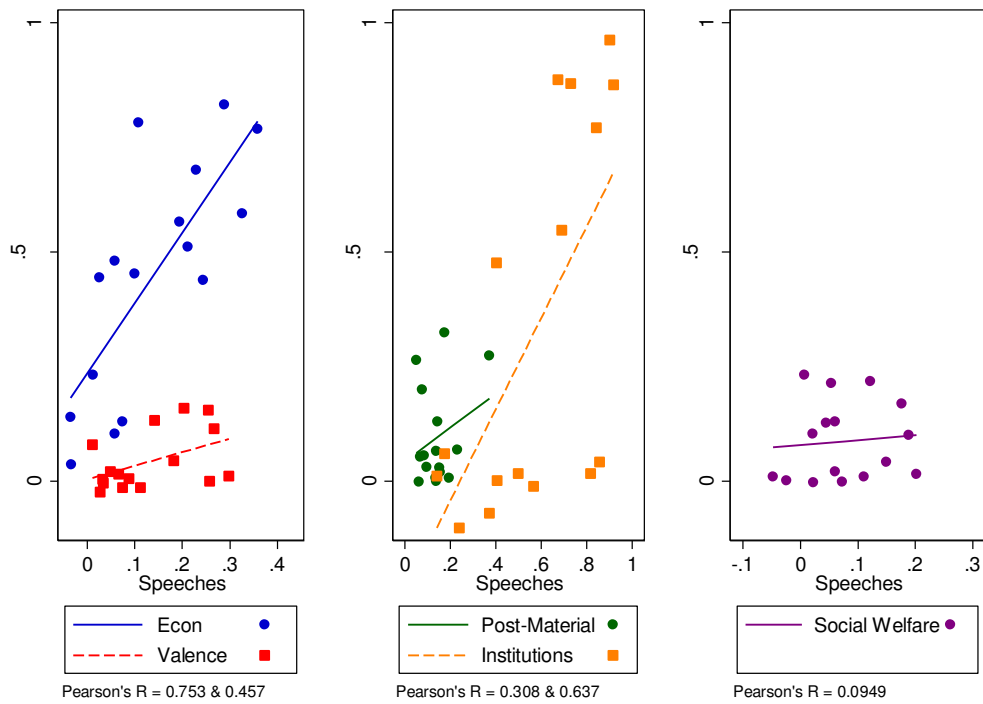 1
.5
0
0
.1
.2
.3
.4
Speeches
Econ
Valence
Pearson's R = 0.753 & 0.457
1
.5
0
0
.2
.4
.6
.8
1
Speeches
Post-Material
Institutions
Pearson's R = 0.308 & 0.637
1
.5
0
-.1
0
.1
.2
.3
Speeches
Social Welfare
Pearson's R = 0.0949